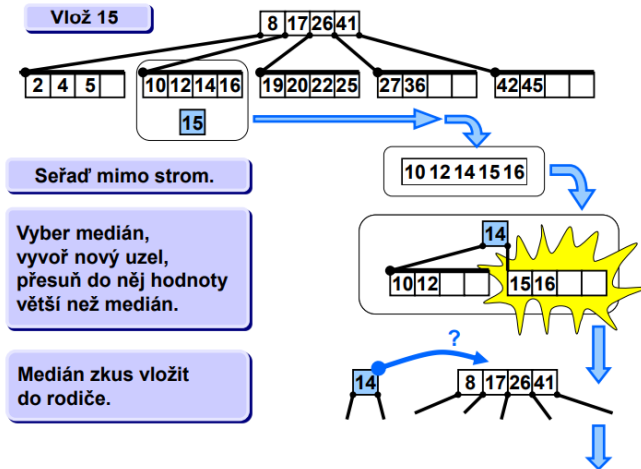 Vlož 15
8 17 26 41
2 4 5
10 12 14 16
19 20 22 25
27 36
42 45
15
Seřaď mimo strom.
10 12 14 15 16
Vyber medián,
vyvoř nový uzel,
přesuň do něj hodnoty
větší než medián.
14
10 12
15 16
Medián zkus vložit
do rodiče.
?
14
8 17 26 41